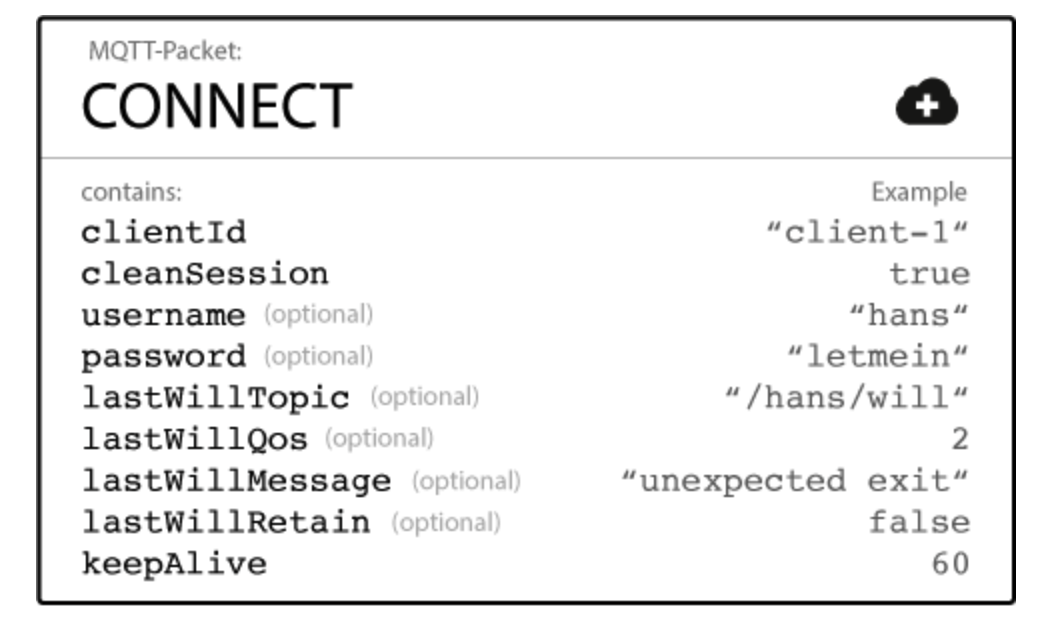 MQTT-Packet:
CONNECT
contains: Example
clientId “client-1“
cleanSession true
username (optional) “hans“
password (optional) “letmein“
lastWillTopic (optional) “/hans/will“
lastWillQos (optional) 2
lastWillMessage (optional) “unexpected exit“
lastWillRetain (optional) false
keepAlive 60